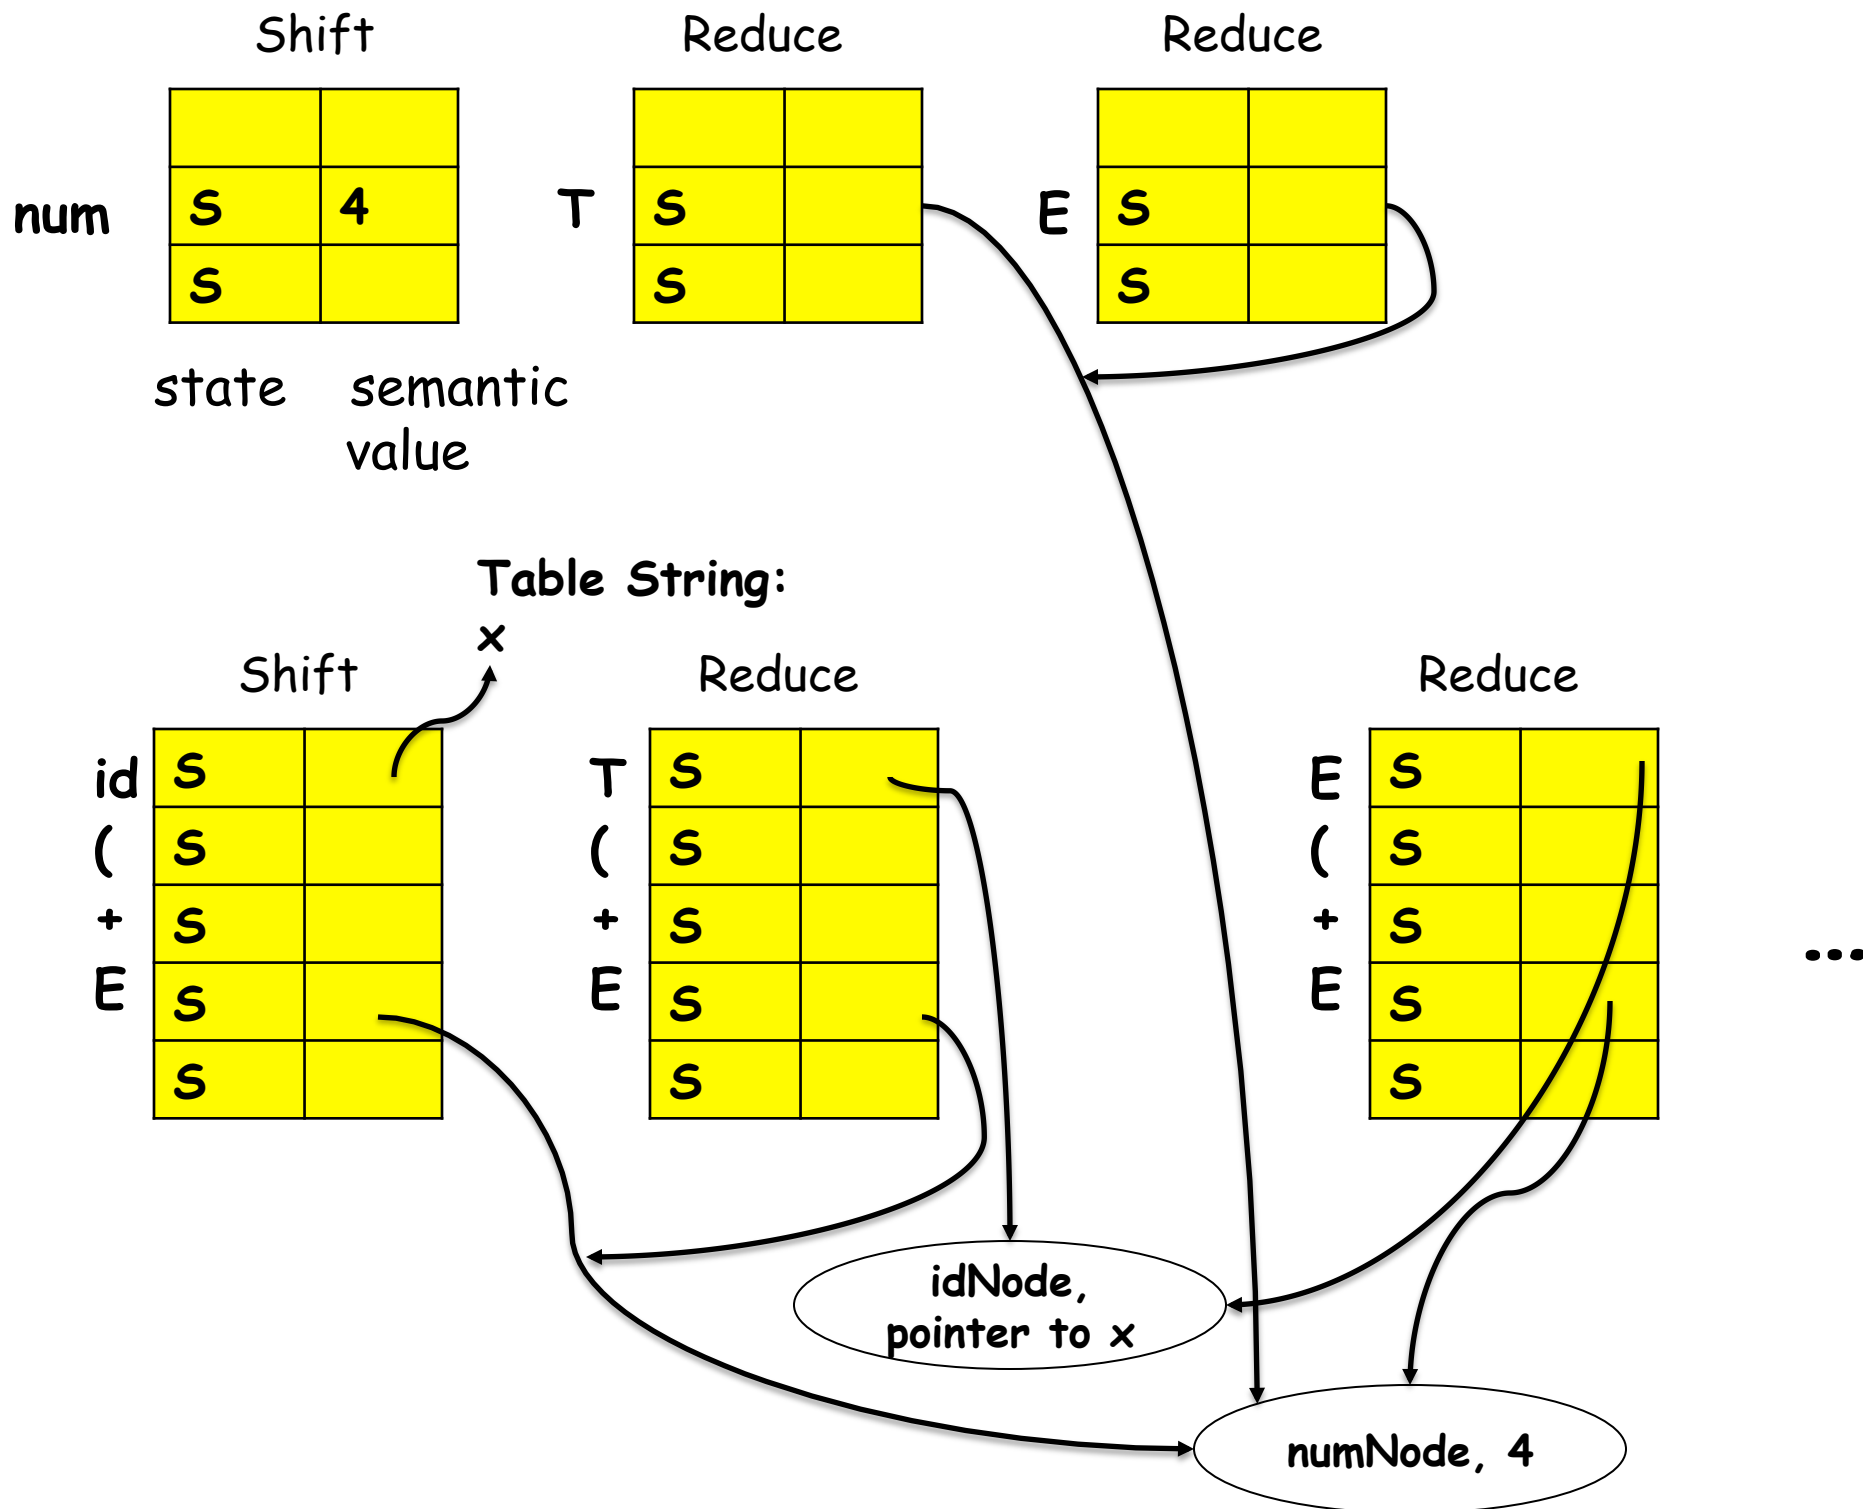 Shift Reduce Reduce
num S 4 T S E S
S S S
state semantic
value
Table String:
x
Shift Reduce Reduce
id S T S E S
( S ( S ( S
+ S + S + S
E S E S E S
S S S
...
idNode,
pointer to x
numNode, 4